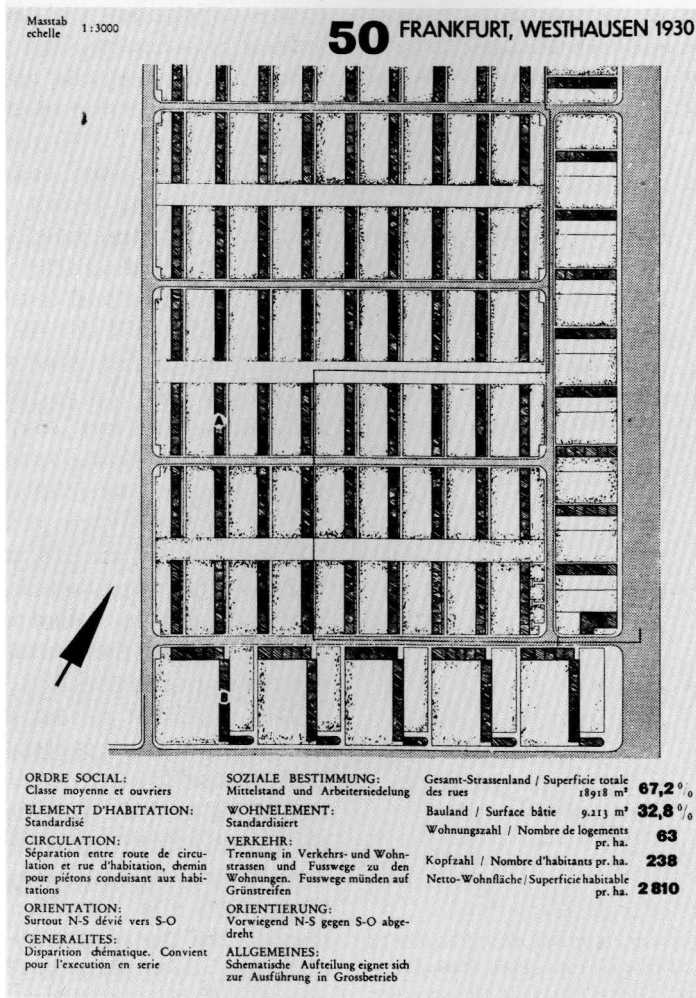 Masstab
echelle 1:3000
50 FRANKFURT, WESTHAUSEN 1930
A
D
ORDRE SOCIAL:
Classe moyenne et ouvriers
ELEMENT D'HABITATION:
Standardisé
CIRCULATION:
Séparation entre route de circu-
lation et rue d'habitation, chemin
pour piétons conduisant aux habi-
tations
ORIENTATION:
Surtout N-S dévié vers S-O
GENERALITES:
Disparition chématique. Convient
pour l'execution en serie
SOZIALE BESTIMMUNG:
Mittelstand und Arbeitersiedelung
WOHNELEMENT:
Standardisiert
VERKEHR:
Trennung in Verkehrs- und Wohn-
strassen und Fusswege zu den
Wohnungen. Fusswege münden auf
Grünstreifen
ORIENTIERUNG:
Vorwiegend N-S gegen S-O abge-
dreht
ALLGEMEINES:
Schematische Aufteilung eignet sich
zur Ausführung in Grossbetrieb
Gesamt-Strassenland / Superficie totale
des rues 18918 m² 67,2 %
Bauland / Surface bâtie 9.213 m² 32,8 %
Wohnungszahl / Nombre de logements
pr. ha. 63
Kopfzahl / Nombre d'habitants pr. ha. 238
Netto-Wohnfläche / Superficie habitable
pr. ha. 2810